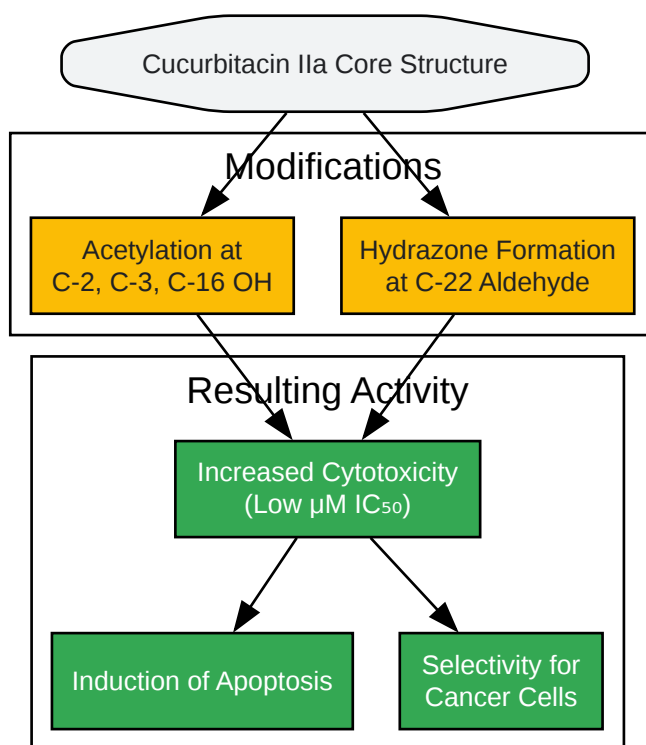 Cucurbitacin IIa Core Structure
Modifications
Acetylation at
C-2, C-3, C-16 OH
Hydrazone Formation
at C-22 Aldehyde
Resulting Activity
Increased Cytotoxicity
(Low μM IC₅₀)
Induction of Apoptosis
Selectivity for
Cancer Cells